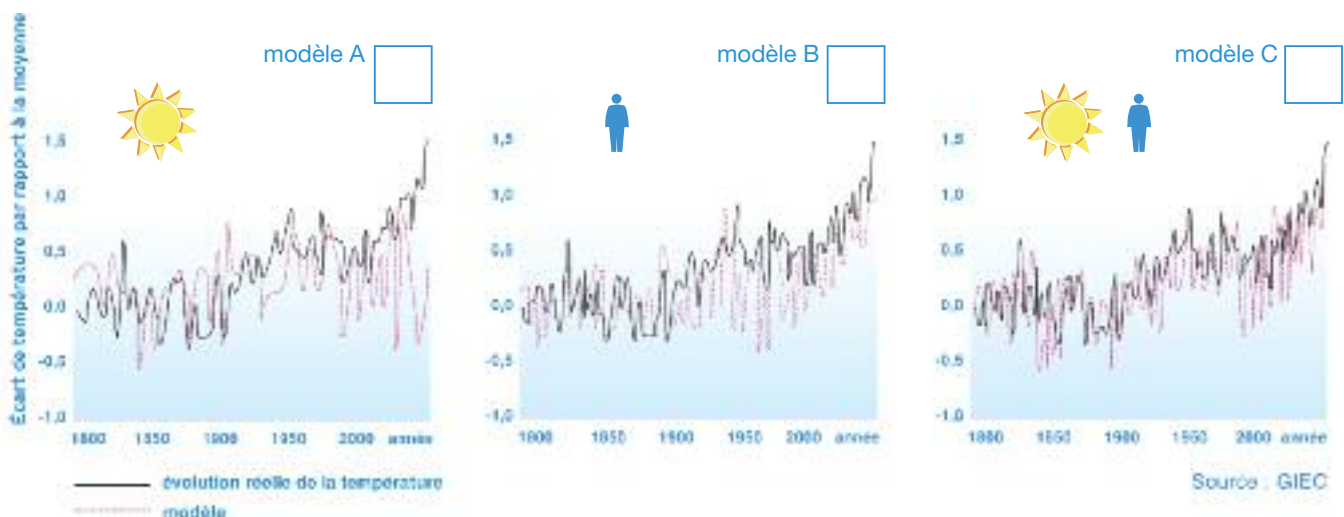 modèle A
modèle B
modèle C
Écart de température par rapport à la moyenne
1,5
1,0
0,5
0,0
-0,5
-1,0
1800 1850 1900 1950 2000 année
1,5
1,0
0,5
0,0
-0,5
-1,0
1800 1850 1900 1950 2000 année
1,5
1,0
0,5
0,0
-0,5
-1,0
1800 1850 1900 1950 2000 année
évolution réelle de la température
modèle
Source : GIEC